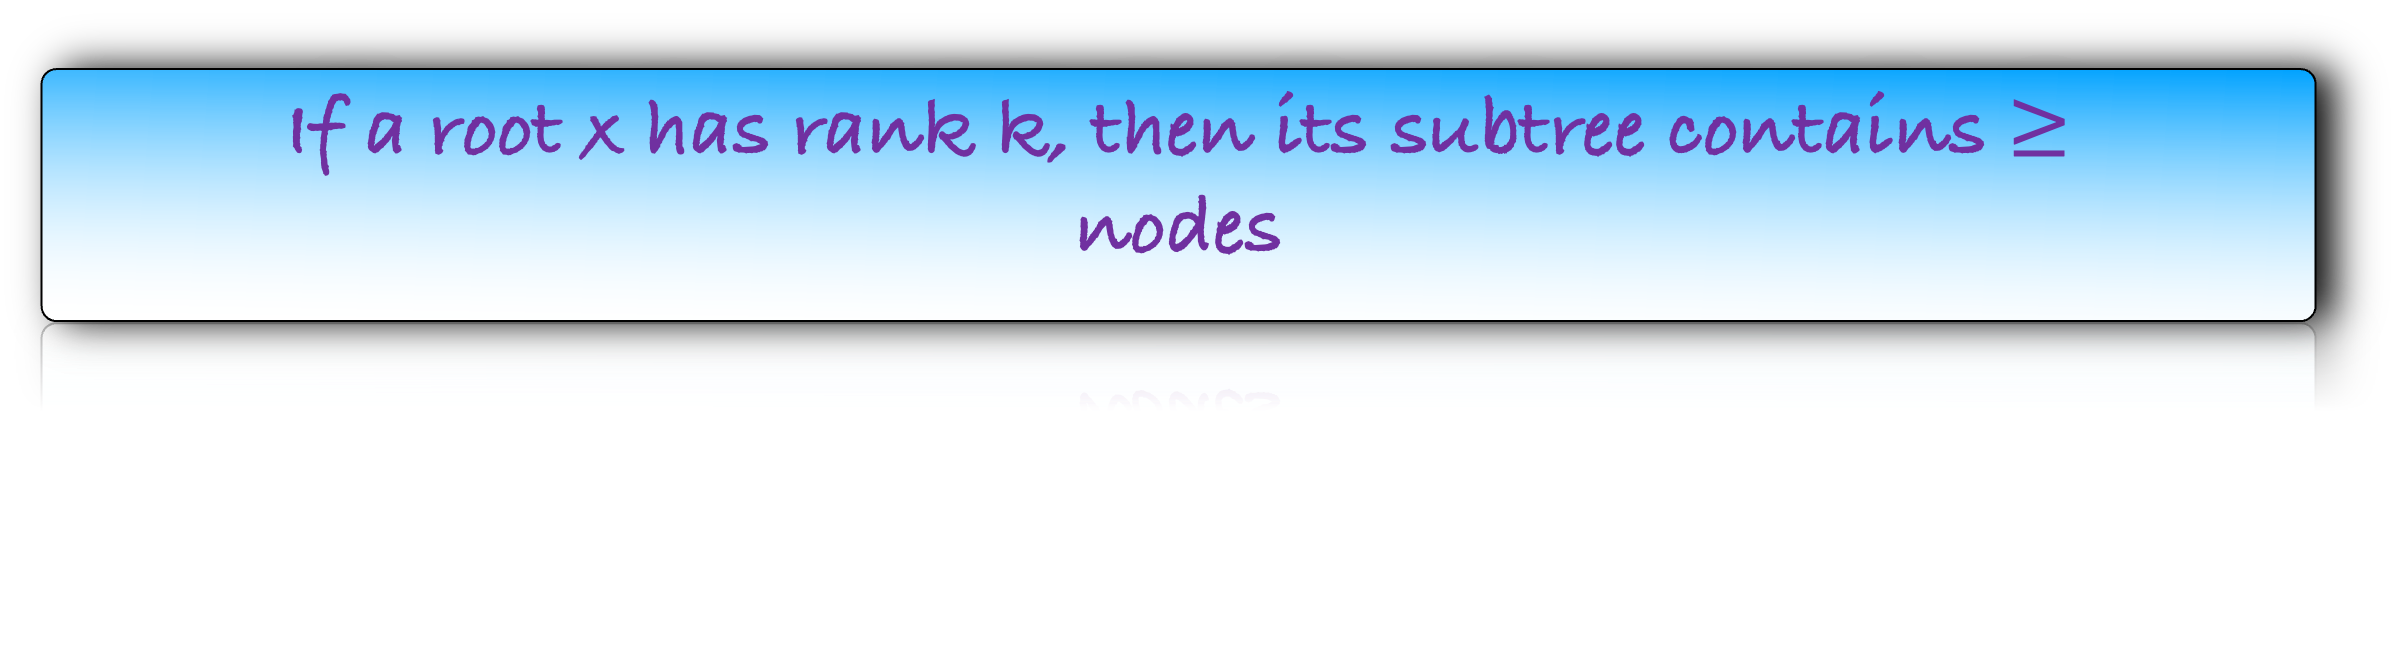 If a root x has rank k, then its subtree contains ≥
nodes